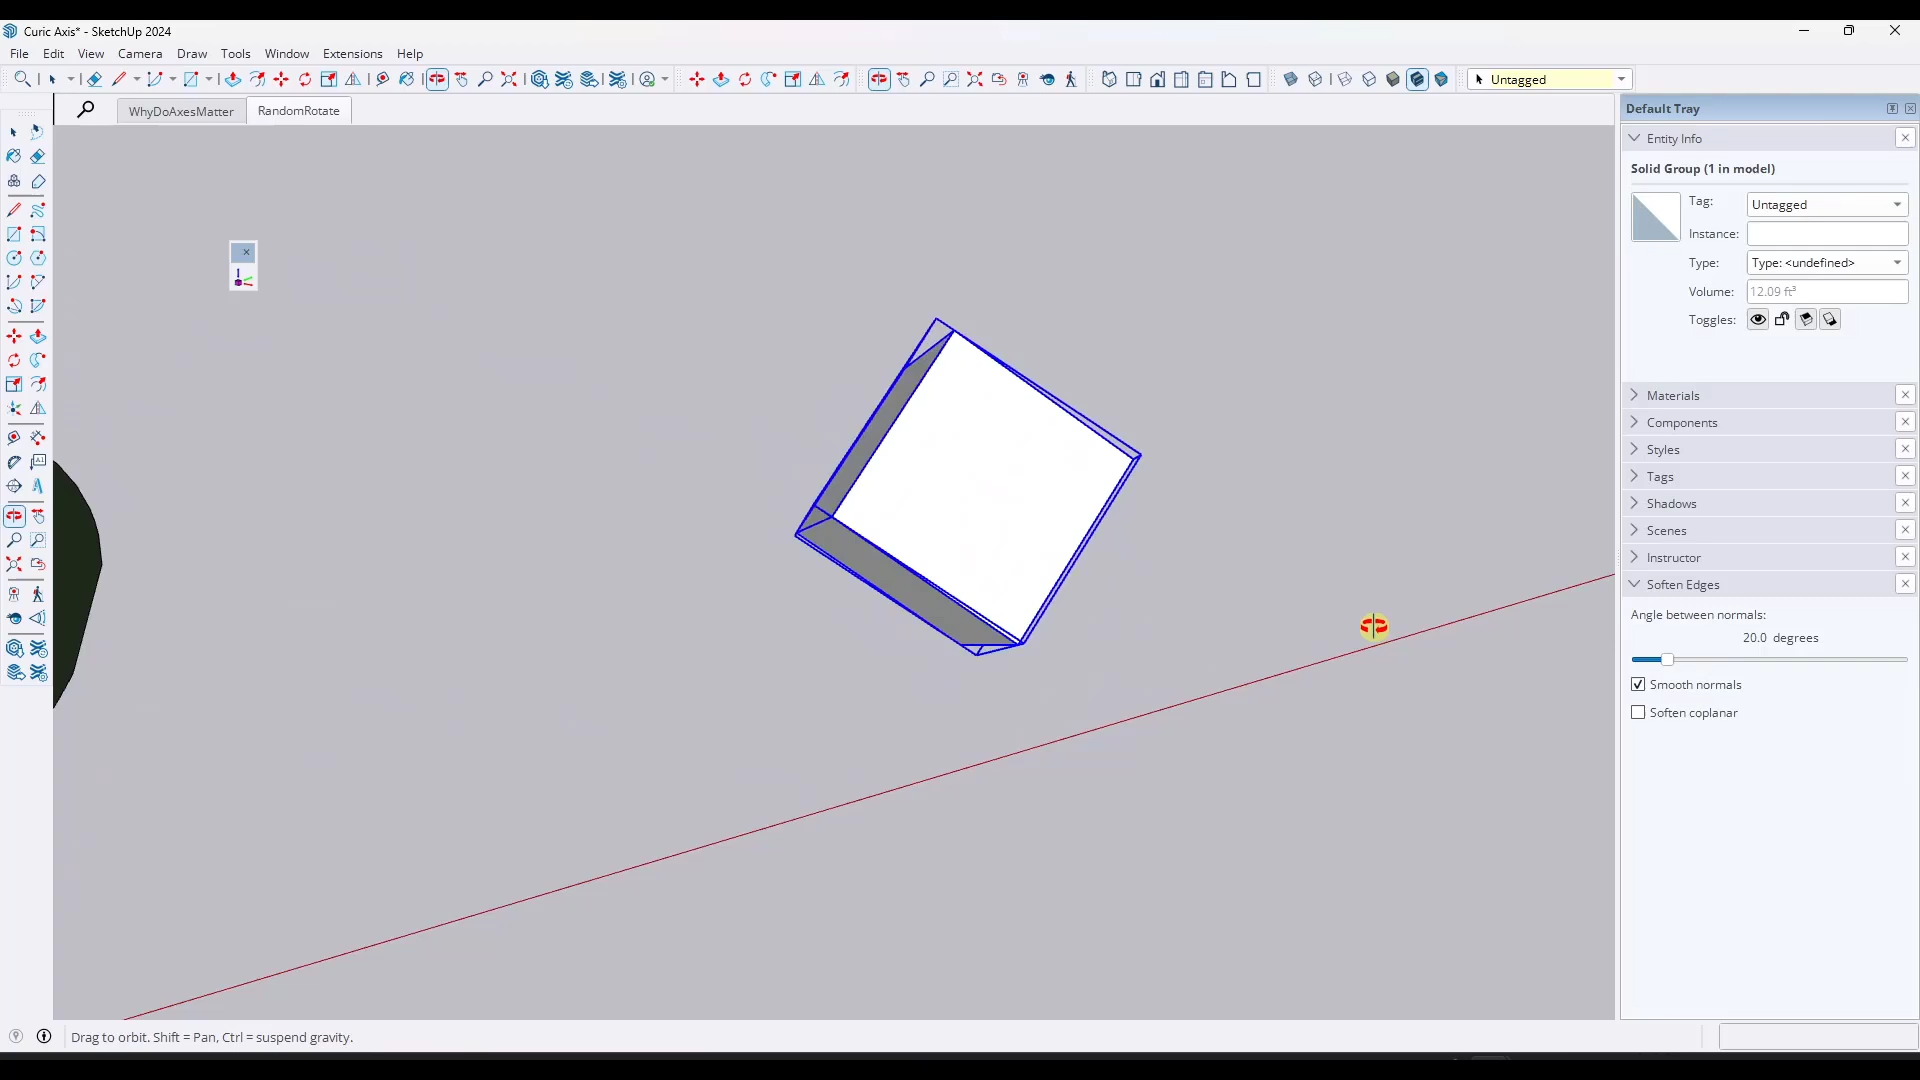 Curic Axis* - SketchUp 2024
File Edit View Camera Draw Tools Window Extensions Help
Untagged
WhyDoAxesMatter RandomRotate
Default Tray
Entity Info
Solid Group (1 in model)
Tag: Untagged
Instance:
Type: Type: <undefined>
Volume: 12.09 ft³
Toggles:
Materials
Components
Styles
Tags
Shadows
Scenes
Instructor
Soften Edges
Angle between normals:
20.0 degrees
Smooth normals
Soften coplanar
Drag to orbit. Shift = Pan, Ctrl = suspend gravity.